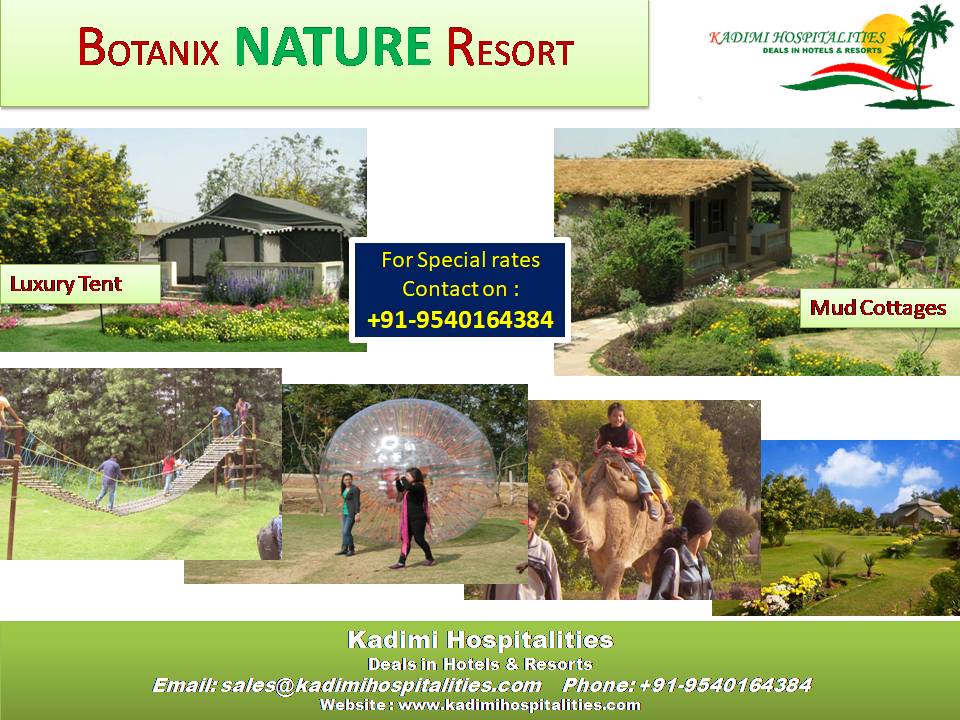 BOTANIX NATURE RESORT
KADIMI HOSPITALITIES
DEALS IN HOTELS & RESORTS
Luxury Tent
For Special rates
Contact on :
+91-9540164384
Mud Cottages
Kadimi Hospitalities
Deals in Hotels & Resorts
Email: sales@kadimihospitalities.com Phone: +91-9540164384
Website : www.kadimihospitalities.com